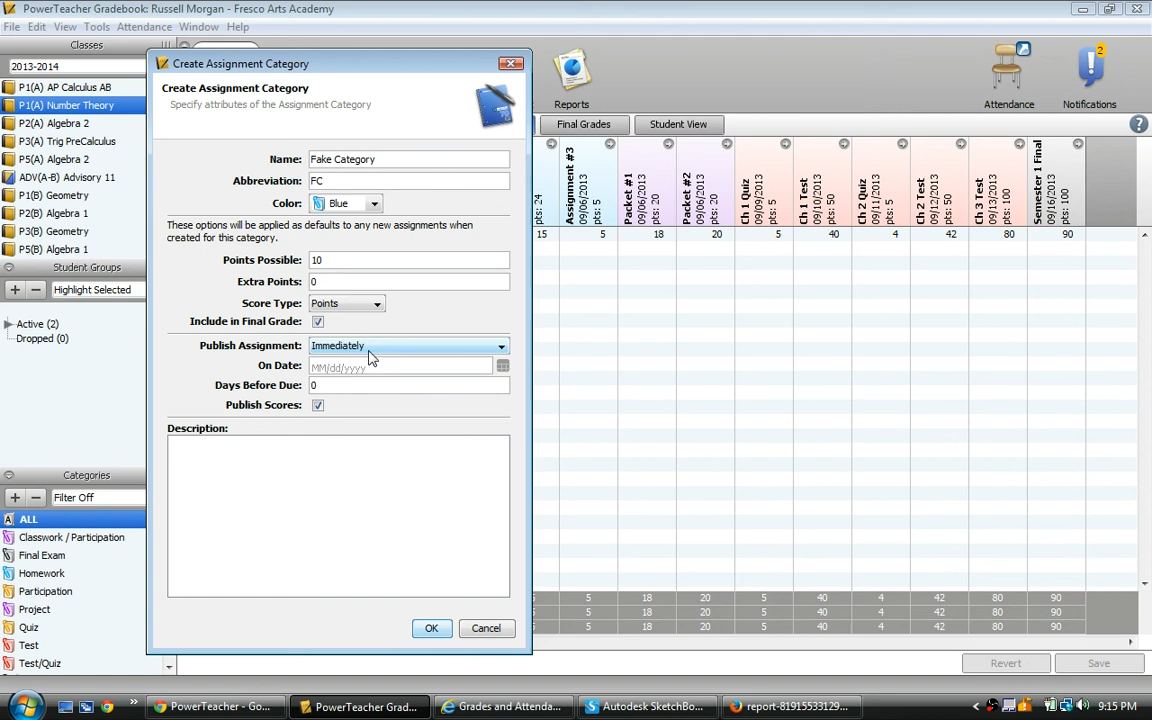 PowerTeacher Gradebook: Russell Morgan - Fresco Arts Academy
File Edit View Tools Attendance Window Help
Classes
2013-2014
P1(A) AP Calculus AB
P1(A) Number Theory
P2(A) Algebra 2
P3(A) Trig PreCalculus
P5(A) Algebra 2
ADV(A-B) Advisory 11
P1(B) Geometry
P2(B) Algebra 1
P3(B) Geometry
P5(B) Algebra 1
Student Groups
Highlight Selected
Active (2)
Dropped (0)
Categories
Filter Off
ALL
Classwork / Participation
Final Exam
Homework
Participation
Project
Quiz
Test
Test/Quiz
Create Assignment Category
Create Assignment Category
Specify attributes of the Assignment Category
Name: Fake Category
Abbreviation: FC
Color: Blue
These options will be applied as defaults to any new assignments when
created for this category.
Points Possible: 10
Extra Points: 0
Score Type: Points
Include in Final Grade:
Publish Assignment: Immediately
On Date: MM/dd/yyyy
Days Before Due: 0
Publish Scores:
Description:
OK Cancel
Reports
Attendance
2
Notifications
Final Grades Student View
?
pts: 24
Assignment #3
09/06/2013
pts: 5
Packet #1
09/06/2013
pts: 20
Packet #2
09/06/2013
pts: 20
Ch 1 Quiz
09/09/2013
pts: 5
Ch 1 Test
09/10/2013
pts: 50
Ch 2 Quiz
09/11/2013
pts: 5
Ch 2 Test
09/12/2013
pts: 50
Ch 3 Test
09/13/2013
pts: 100
Semester 1 Final
09/16/2013
pts: 100
15 5 18 20 5 40 4 42 80 90
5 18 20 5 40 4 42 80 90
5 18 20 5 40 4 42 80 90
5 18 20 5 40 4 42 80 90
Revert Save
PowerTeacher - Go...
PowerTeacher Grad...
Grades and Attenda...
Autodesk SketchBo...
report-81915533129...
9:15 PM